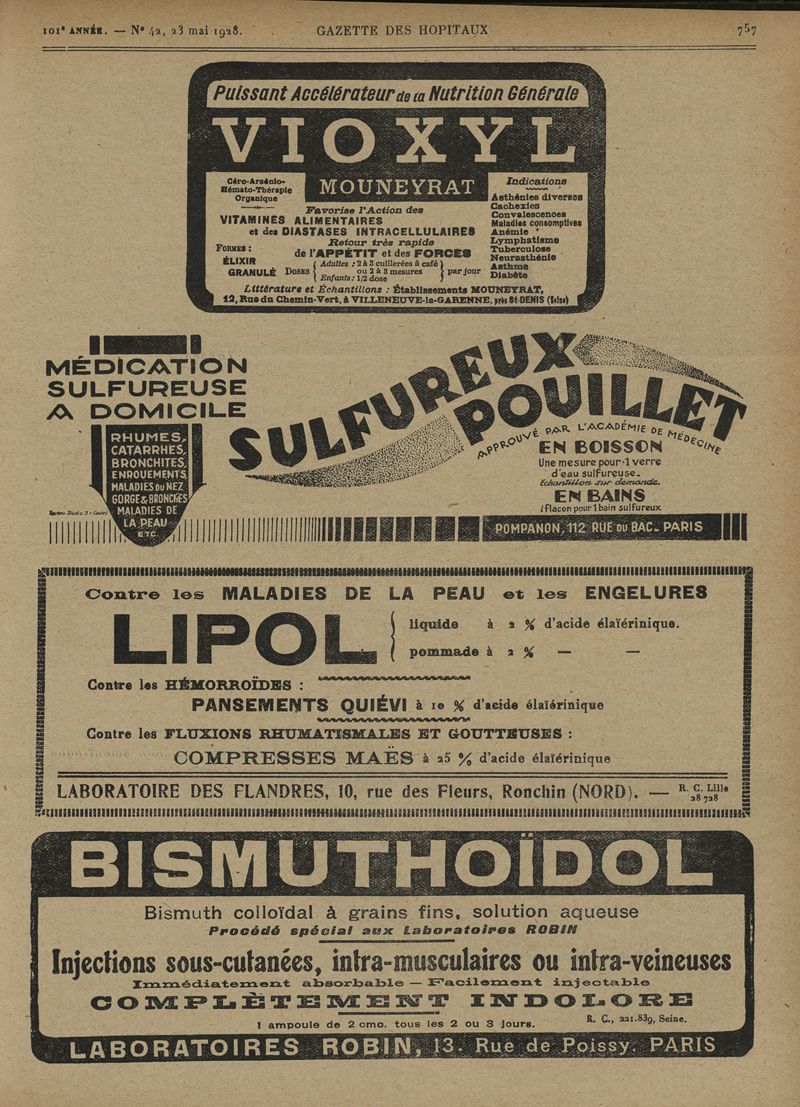 101e ANNÉE. — No 42, 23 mai 1928. GAZETTE DES HOPITAUX 757
Puissant Accélérateur de la Nutrition Générale
VIOXYL
MOUNEYRAT
Céro-Arsénio-
Hémato-Thérapie
Organique
Favorise l'Action des
VITAMINES ALIMENTAIRES
et des DIASTASES INTRACELLULAIRES
Retour très rapide
de l'APPÉTIT et des FORCES
FORMES :
ÉLIXIR
GRANULÉ
DOSES
Adultes : 2 à 3 cuillerées à café
ou 2 à 3 mesures
Enfants : 1/2 dose
par jour
Indications
Asthénies diverses
Cachexies
Convalescences
Maladies consomptives
Anémie
Lymphatisme
Tuberculose
Neurasthénie
Asthme
Diabète
Littérature et Échantillons : Établissements MOUNEYRAT,
12, Rue du Chemin-Vert, à VILLENEUVE-la-GARENNE, près St-DENIS (Seine)
MÉDICATION
SULFUREUSE
A DOMICILE
RHUMES,
CATARRHES,
BRONCHITES,
ENROUEMENTS
MALADIES DU NEZ
GORGE & BRONCHES
MALADIES DE
LA PEAU
ETC.
SULFUREUX
POUILLET
APPROUVÉ PAR L'ACADÉMIE DE MÉDECINE
EN BOISSON
Une mesure pour 1 verre
d'eau sulfureuse_
Echantillon sur demande.
EN BAINS
1 flacon pour 1 bain sulfureux
POMPANON, 112 RUE DU BAC_ PARIS
Contre les MALADIES DE LA PEAU et les ENGELURES
LIPOL
liquide à 2 % d'acide élaïérinique.
pommade à 2 % — —
Contre les HÉMORROÏDES :
PANSEMENTS QUIÉVI à 10 % d'acide élaïérinique
Contre les FLUXIONS RHUMATISMALES ET GOUTTEUSES :
COMPRESSES MAËS à 25 % d'acide élaïérinique
LABORATOIRE DES FLANDRES, 10, rue des Fleurs, Ronchin (NORD). — R. C. Lille
28 728
BISMUTHOÏDOL
Bismuth colloïdal à grains fins, solution aqueuse
Procédé spécial aux Laboratoires ROBIN
Injections sous-cutanées, intra-musculaires ou intra-veineuses
Immédiatement absorbable — Facilement injectable
COMPLÈTEMENT INDOLORE
1 ampoule de 2 cmc. tous les 2 ou 3 jours.
R. C., 221.839, Seine.
LABORATOIRES ROBIN, 13. Rue de Poissy. PARIS